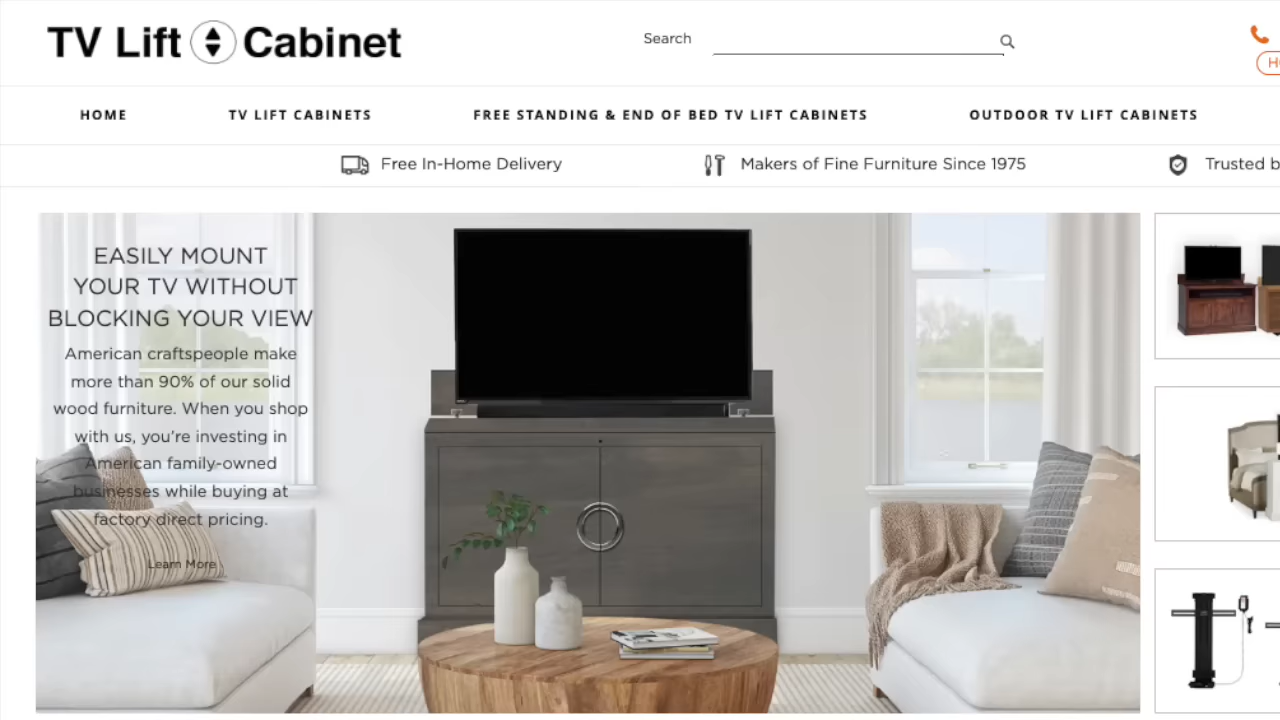 TV Lift Cabinet
Search
HOME
TV LIFT CABINETS
FREE STANDING & END OF BED TV LIFT CABINETS
OUTDOOR TV LIFT CABINETS
Free In-Home Delivery
Makers of Fine Furniture Since 1975
Trusted b
EASILY MOUNT
YOUR TV WITHOUT
BLOCKING YOUR VIEW
American craftspeople make
more than 90% of our solid
wood furniture. When you shop
with us, you're investing in
American family-owned
businesses while buying at
factory direct pricing.
Learn More